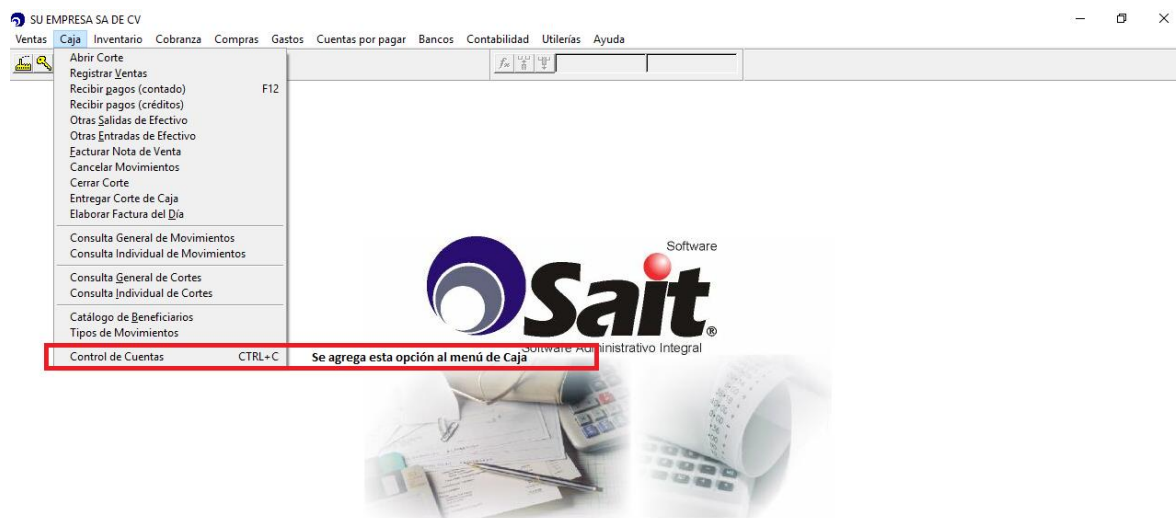 SU EMPRESA SA DE CV
Ventas Caja Inventario Cobranza Compras Gastos Cuentas por pagar Bancos Contabilidad Utilerías Ayuda
Abrir Corte
Registrar Ventas
Recibir pagos (contado) F12
Recibir pagos (créditos)
Otras Salidas de Efectivo
Otras Entradas de Efectivo
Facturar Nota de Venta
Cancelar Movimientos
Cerrar Corte
Entregar Corte de Caja
Elaborar Factura del Día
Consulta General de Movimientos
Consulta Individual de Movimientos
Consulta General de Cortes
Consulta Individual de Cortes
Catálogo de Beneficiarios
Tipos de Movimientos
Control de Cuentas CTRL+C Se agrega esta opción al menú de Caja
Software
Sait®
Software Administrativo Integral